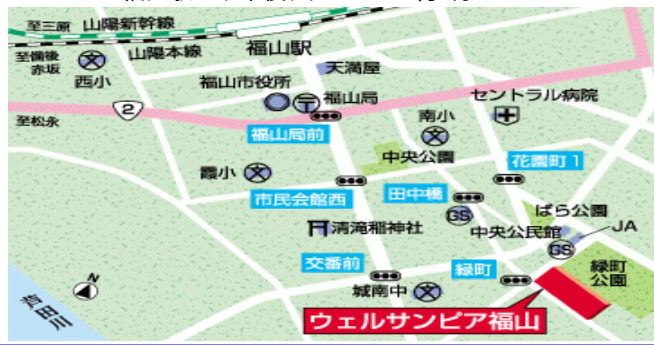 至三原
山陽新幹線
至備後
赤坂
山陽本線
福山駅
西小
天満屋
福山市役所
福山局
セントラル病院
2
至松永
福山局前
南小
中央公園
花園町1
霞小
市民会館西
田中橋
GS
ばら公園
清滝稲神社
中央公民館
JA
GS
交番前
緑町
緑町
公園
N
城南中
芦田川
ウェルサンピア福山